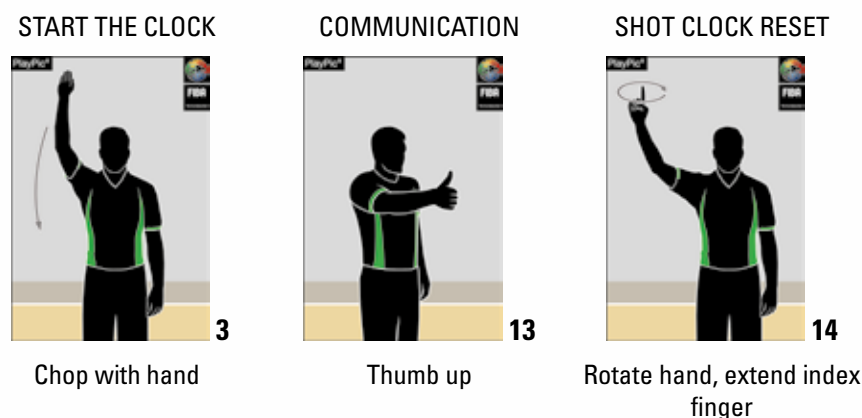 START THE CLOCK
COMMUNICATION
SHOT CLOCK RESET
PlayPic®
FIBA
PlayPic®
FIBA
PlayPic®
FIBA
3
13
14
Chop with hand
Thumb up
Rotate hand, extend index
finger